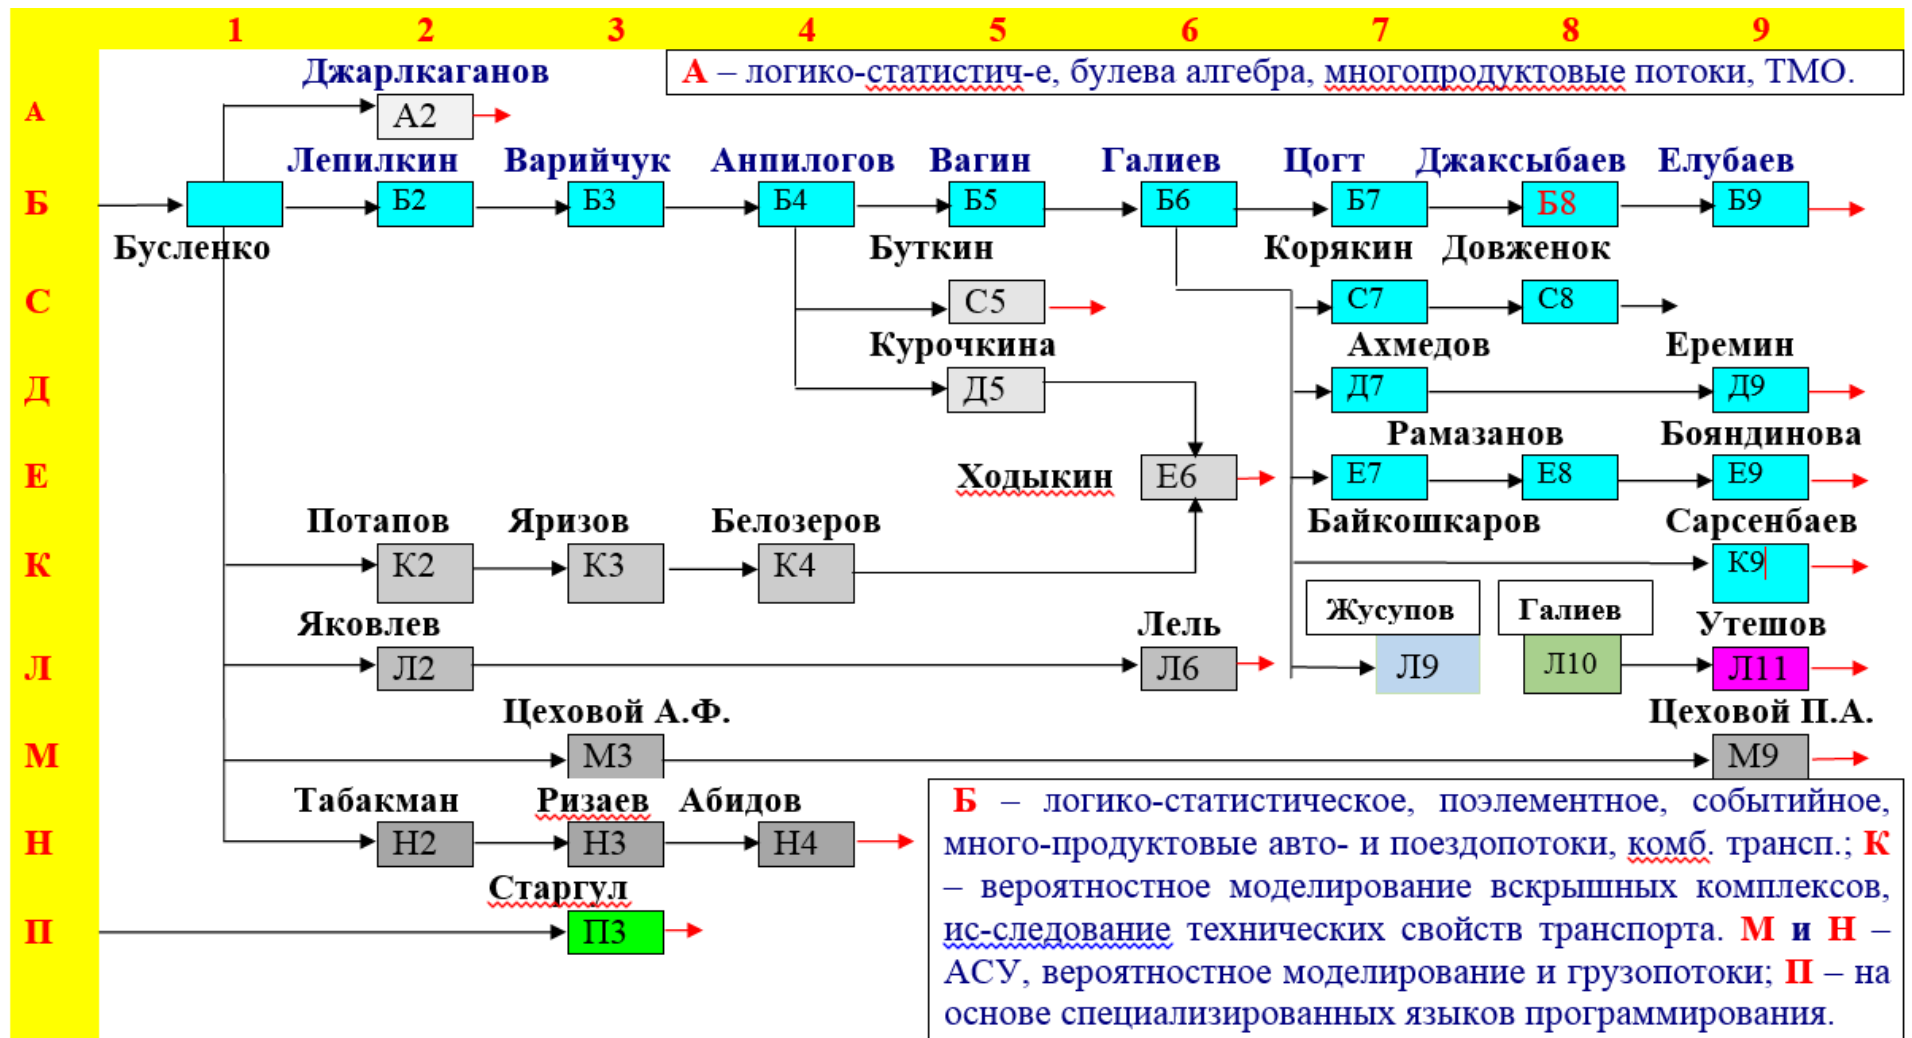 1 2 3 4 5 6 7 8 9
Джарлкаганов
А – логико-статистич-е, булева алгебра, многопродуктовые потоки, ТМО.
А
А2
Лепилкин Варийчук Анпилогов Вагин Галиев Цогт Джаксыбаев Елубаев
Б
Б2 Б3 Б4 Б5 Б6 Б7 Б8 Б9
Бусленко Буткин Корякин Довженок
С
С5 С7 С8
Курочкина Ахмедов Еремин
Д
Д5 Д7 Д9
Рамазанов Бояндинова
Е
Ходыкин Е6 Е7 Е8 Е9
Потапов Яризов Белозеров Байкошкаров Сарсенбаев
К
К2 К3 К4 К9
Яковлев Лель Жусупов Галиев Утешов
Л
Л2 Л6 Л9 Л10 Л11
Цеховой А.Ф. Цеховой П.А.
М
М3 М9
Табакман Ризаев Абидов
Н
Н2 Н3 Н4
Старгул
П
П3
Б – логико-статистическое, поэлементное, событийное,
много-продуктовые авто- и поездопотоки, комб. трансп.; К
– вероятностное моделирование вскрышных комплексов,
ис-следование технических свойств транспорта. М и Н –
АСУ, вероятностное моделирование и грузопотоки; П – на
основе специализированных языков программирования.